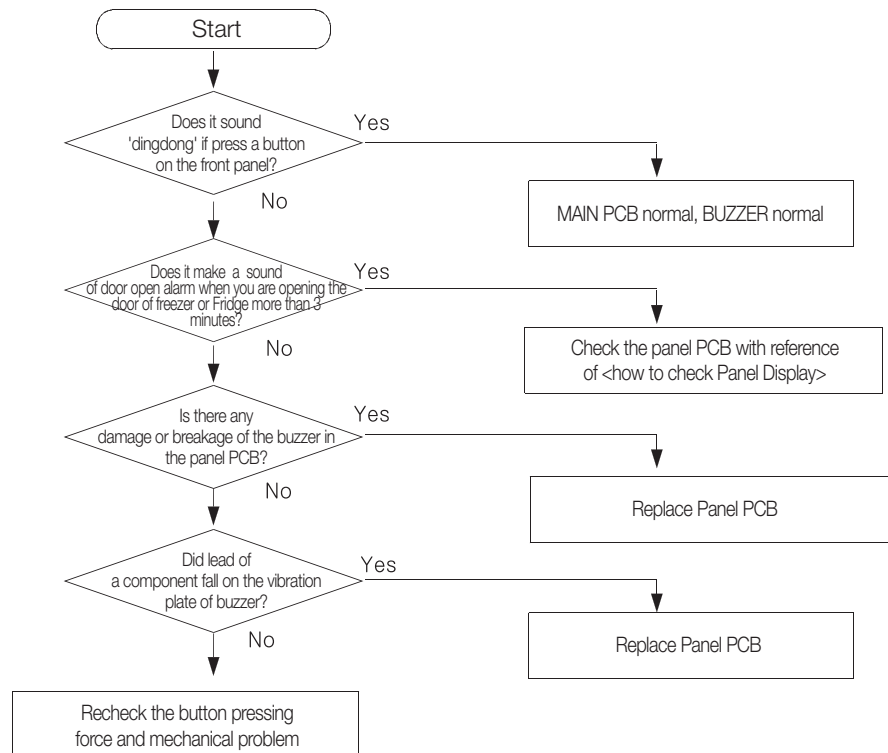 Start
Does it sound
'dingdong' if press a button
on the front panel?
Yes
No
MAIN PCB normal, BUZZER normal
Does it make a sound
of door open alarm when you are opening the
door of freezer or Fridge more than 3
minutes?
Yes
No
Check the panel PCB with reference
of <how to check Panel Display>
Is there any
damage or breakage of the buzzer in
the panel PCB?
Yes
No
Replace Panel PCB
Did lead of
a component fall on the vibration
plate of buzzer?
Yes
No
Replace Panel PCB
Recheck the button pressing
force and mechanical problem